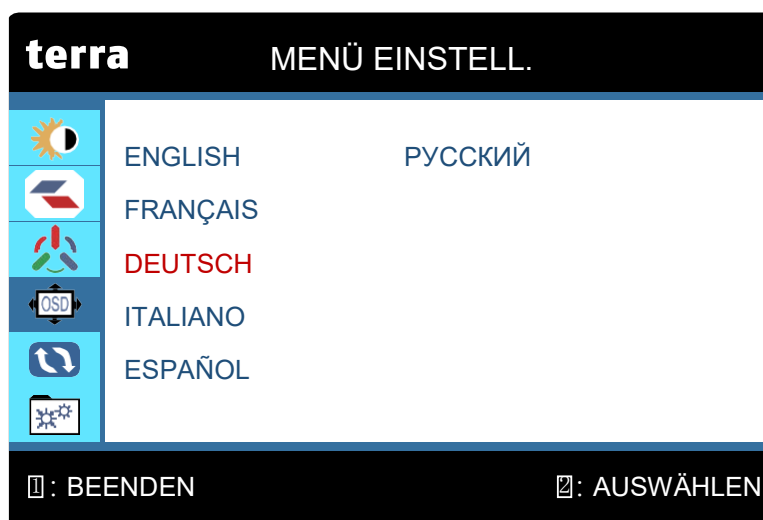 terra
MENÜ EINSTELL.
ENGLISH РУССКИЙ
FRANÇAIS
DEUTSCH
OSD
ITALIANO
ESPAÑOL
1: BEENDEN 2: AUSWÄHLEN